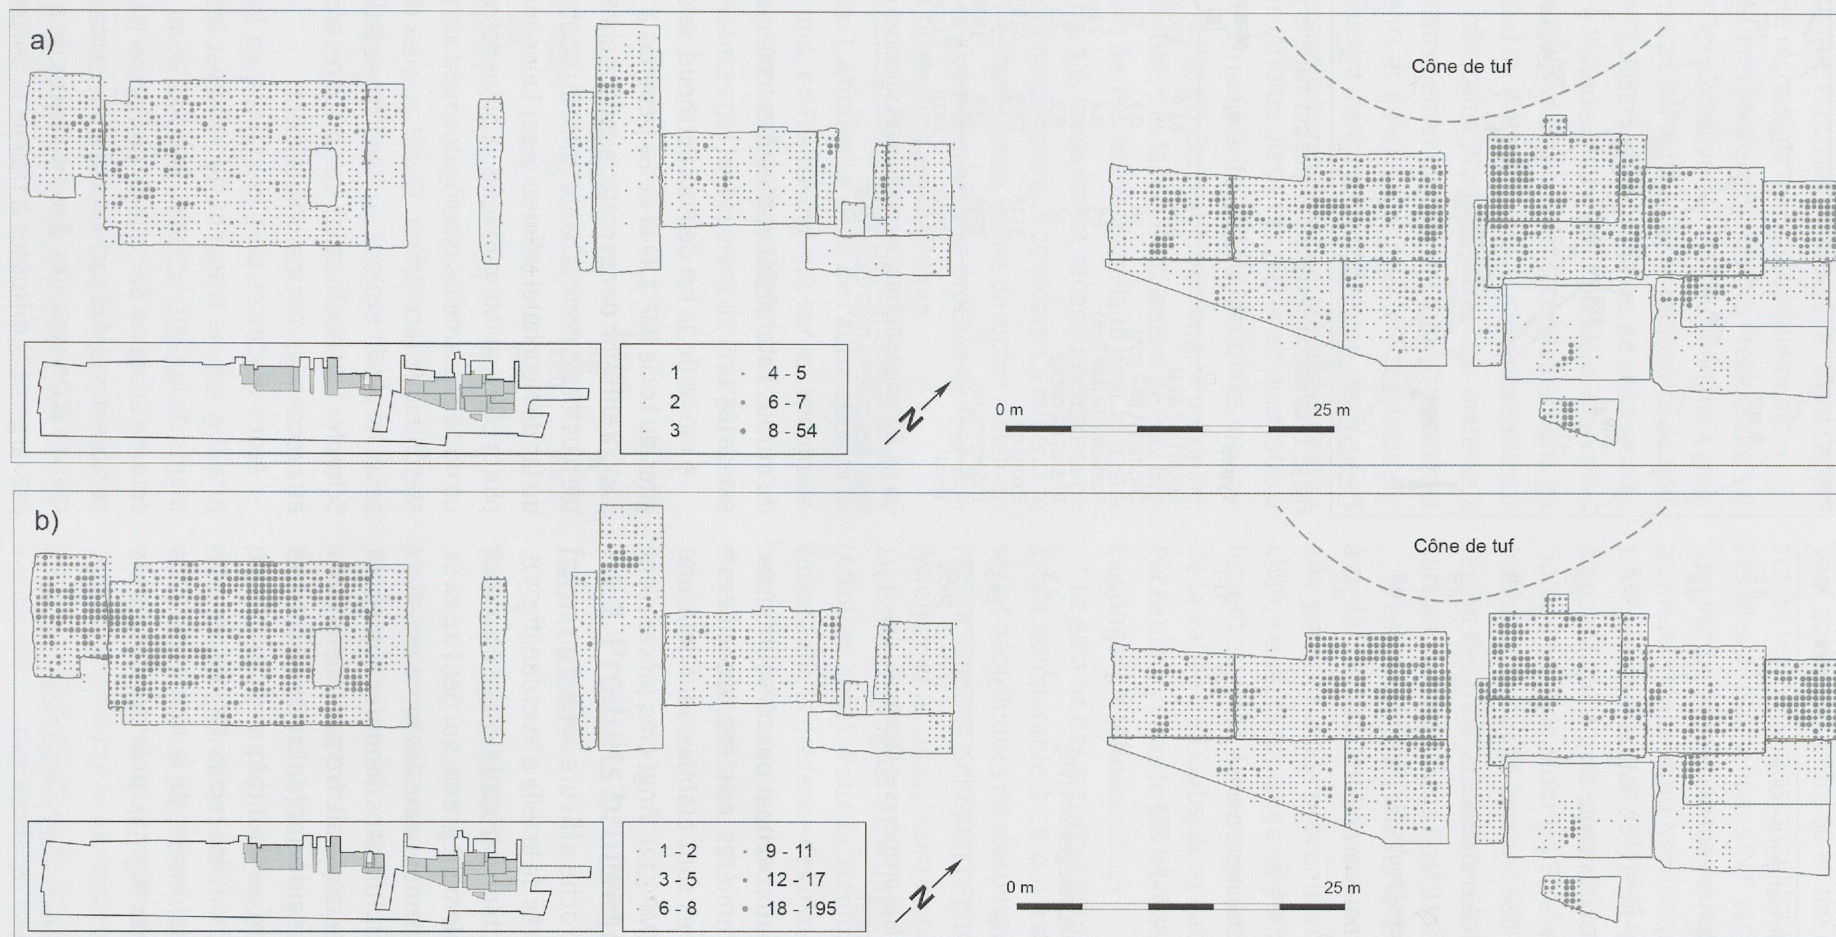 a)
Cône de tuf
1 4 - 5
2 6 - 7
3 8 - 54
N
0 m 25 m
b)
Cône de tuf
1 - 2 9 - 11
3 - 5 12 - 17
6 - 8 18 - 195
N
0 m 25 m